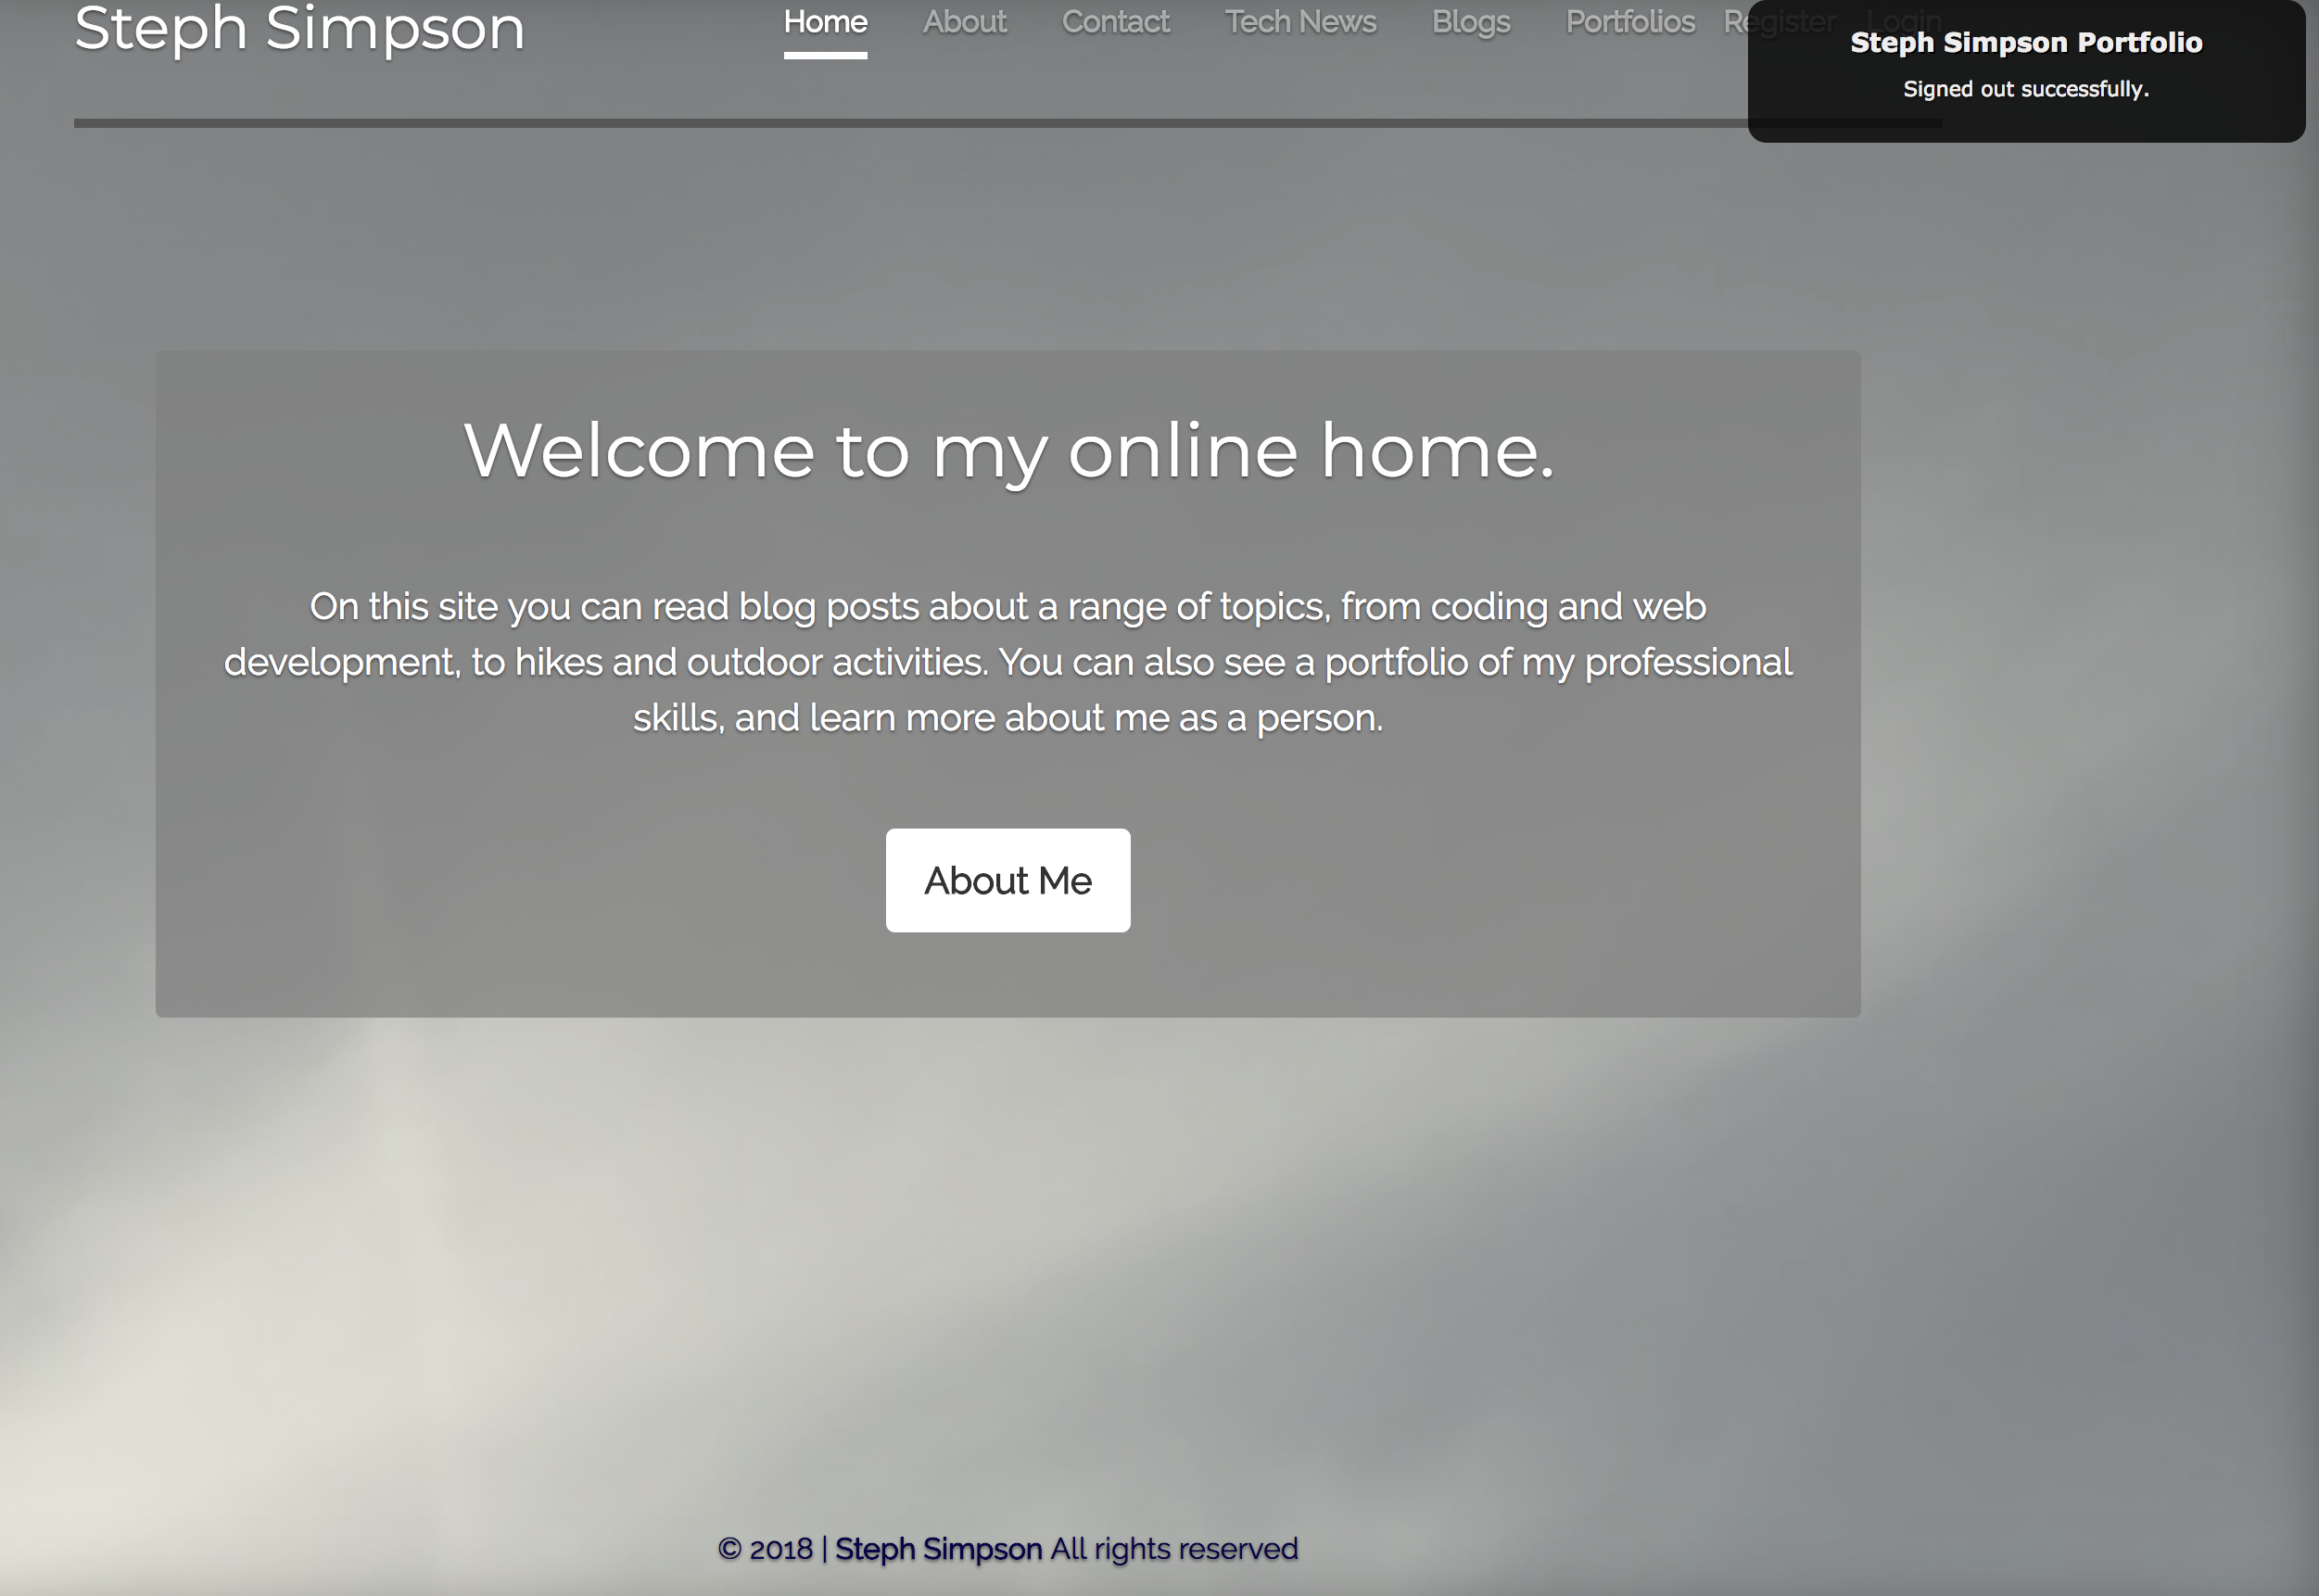 Steph Simpson
Home About Contact Tech News Blogs Portfolios Register Login
Steph Simpson Portfolio
Signed out successfully.
Welcome to my online home.
On this site you can read blog posts about a range of topics, from coding and web
development, to hikes and outdoor activities. You can also see a portfolio of my professional
skills, and learn more about me as a person.
About Me
© 2018 | Steph Simpson All rights reserved